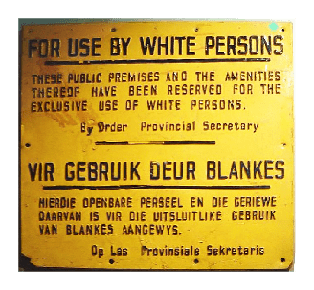 FOR USE BY WHITE PERSONS
THESE PUBLIC PREMISES AND THE AMENITIES
THEREOF HAVE BEEN RESERVED FOR THE
EXCLUSIVE USE OF WHITE PERSONS.
By Order Provincial Secretary
VIR GEBRUIK DEUR BLANKES
HIERDIE OPENBARE PERSEEL EN DIE GERIEWE
DAARVAN IS VIR DIE UITSLUITLIKE GEBRUIK
VAN BLANKES AANGEWYS.
Op Las Provinsiale Sekretaris